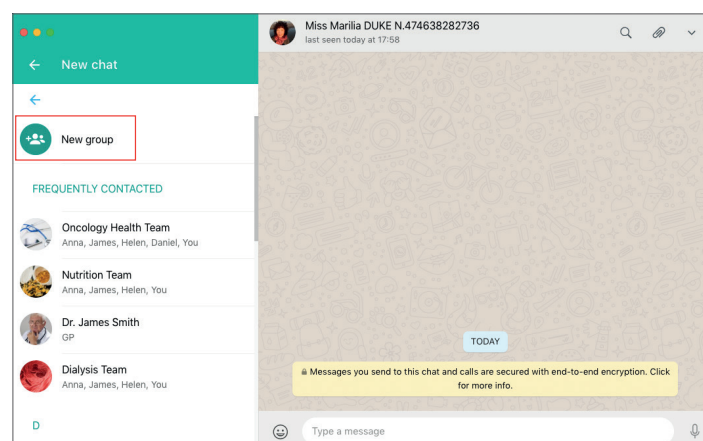 New chat
New group
FREQUENTLY CONTACTED
Oncology Health Team
Anna, James, Helen, Daniel, You
Nutrition Team
Anna, James, Helen, You
Dr. James Smith
GP
Dialysis Team
Anna, James, Helen, You
D
Miss Marilia DUKE N.474638282736
last seen today at 17:58
TODAY
Messages you send to this chat and calls are secured with end-to-end encryption. Click
for more info.
Type a message